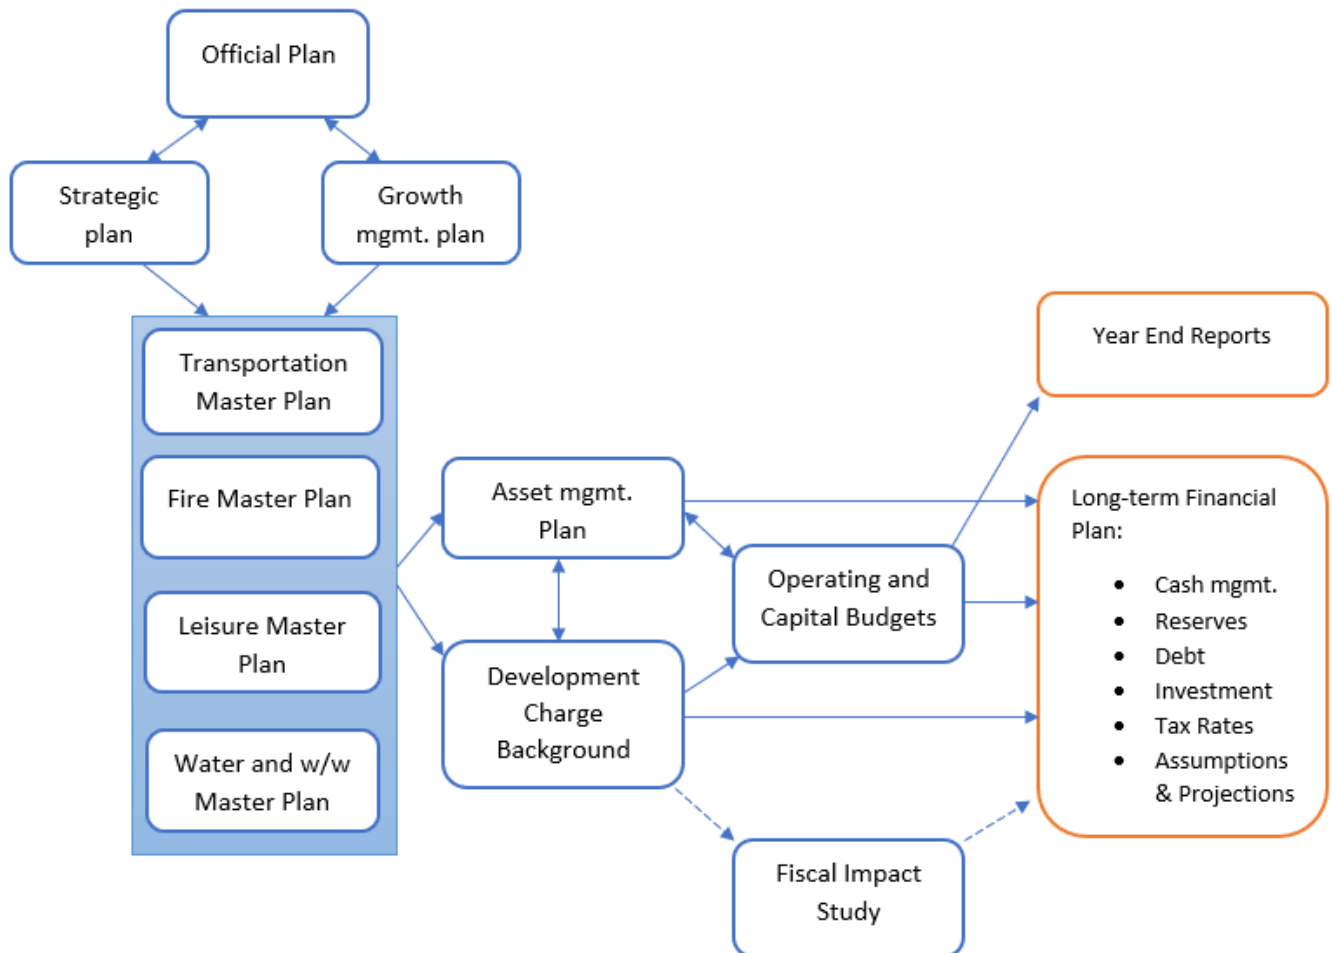 Official Plan
Strategic
plan
Growth
mgmt. plan
Transportation
Master Plan
Fire Master Plan
Leisure Master
Plan
Water and w/w
Master Plan
Asset mgmt.
Plan
Development
Charge
Background
Operating and
Capital Budgets
Fiscal Impact
Study
Year End Reports
Long-term Financial
Plan:
• Cash mgmt.
• Reserves
• Debt
• Investment
• Tax Rates
• Assumptions
& Projections